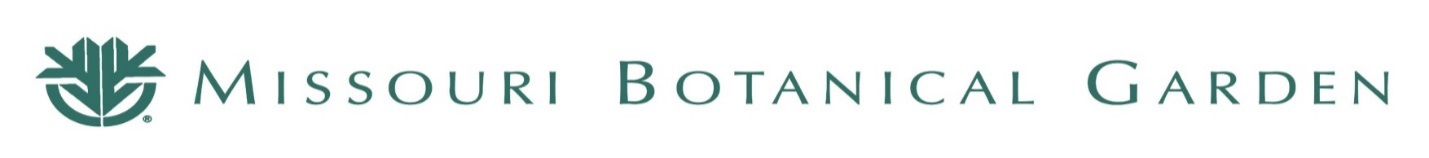 ® MISSOURI BOTANICAL GARDEN